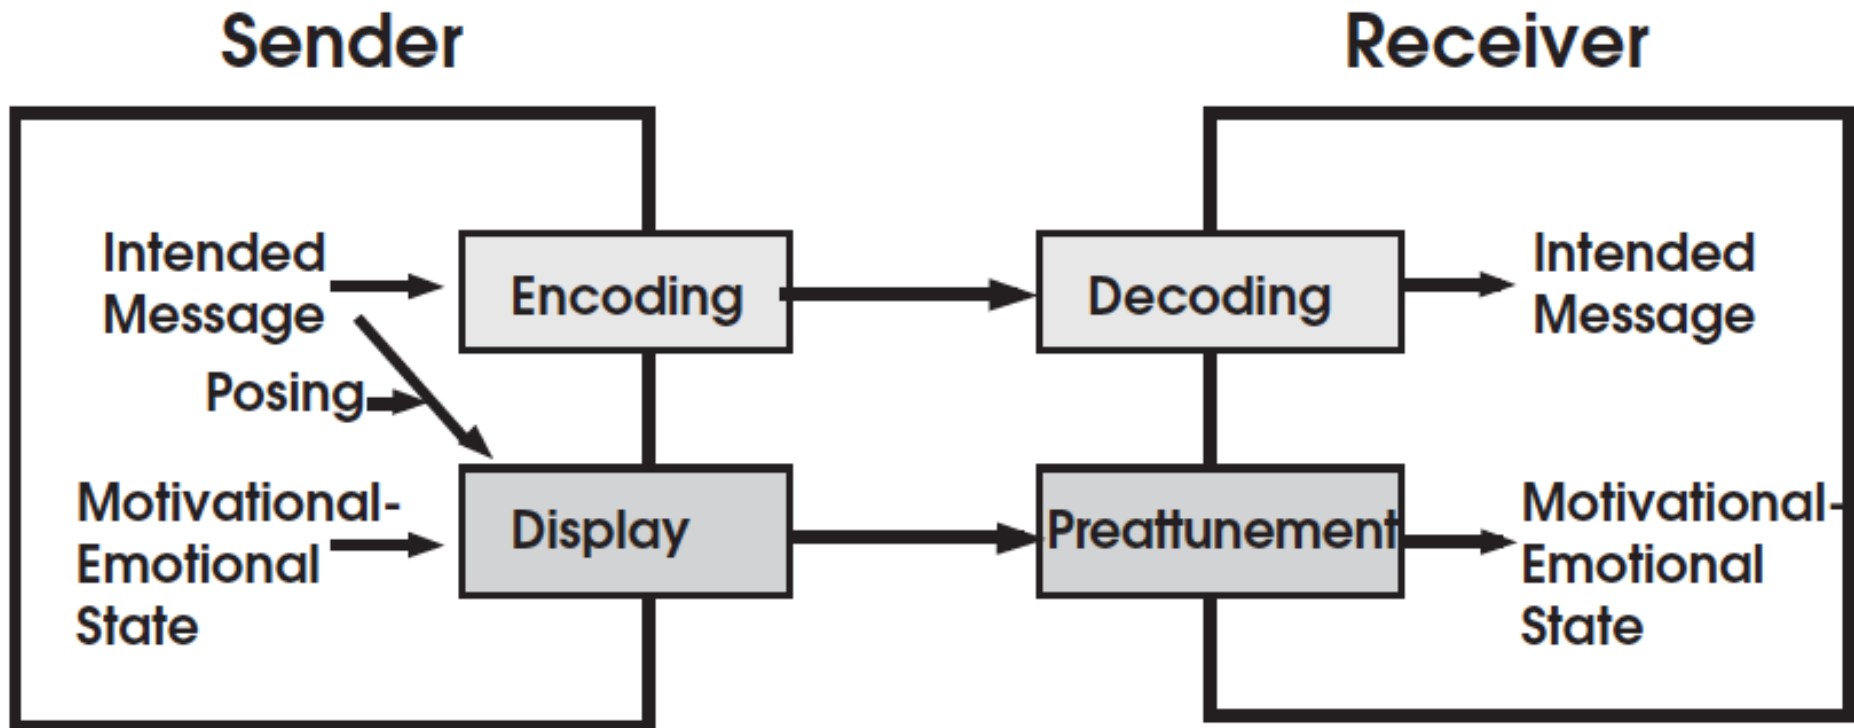 Sender
Receiver
Intended
Message
Encoding
Decoding
Intended
Message
Posing
Motivational-
Emotional
State
Display
Preattunement
Motivational-
Emotional
State